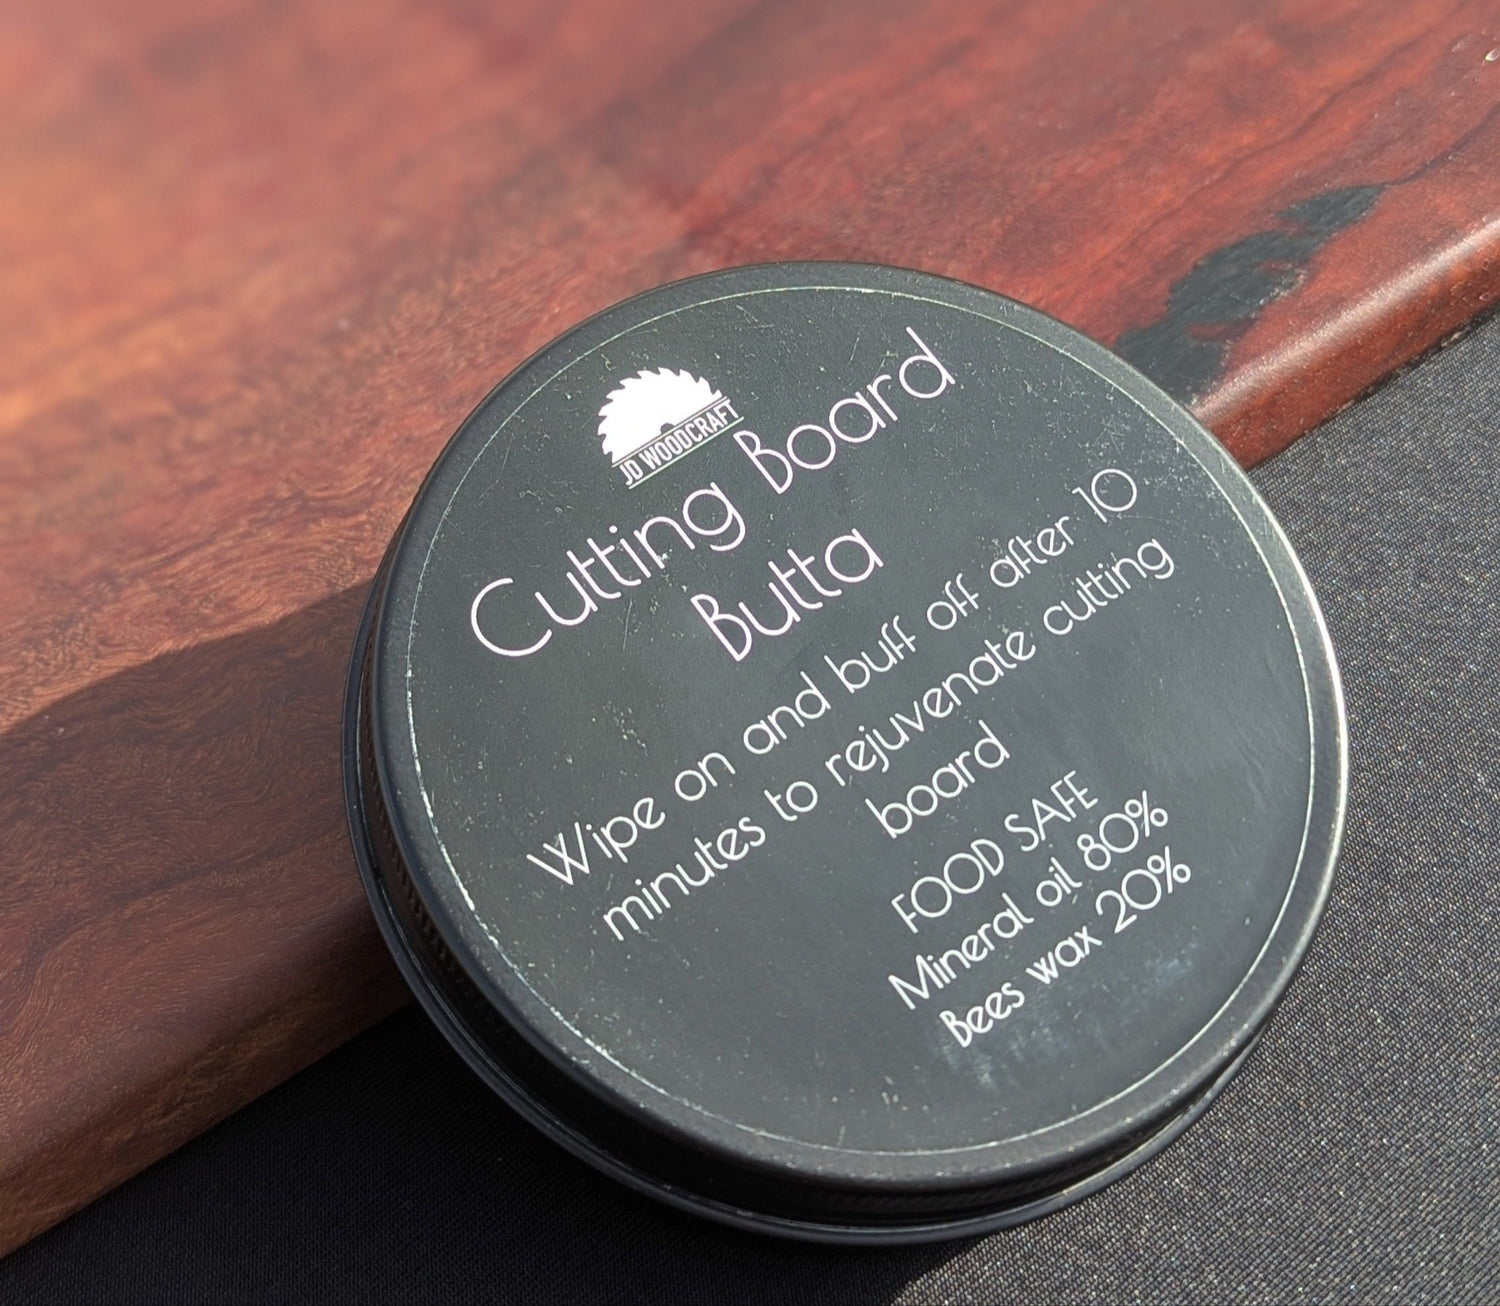 JD WOODCRAFT
Cutting Board
Butta
Wipe on and buff off after 10
minutes to rejuvenate cutting
board
FOOD SAFE
Mineral oil 80%
Bees wax 20%